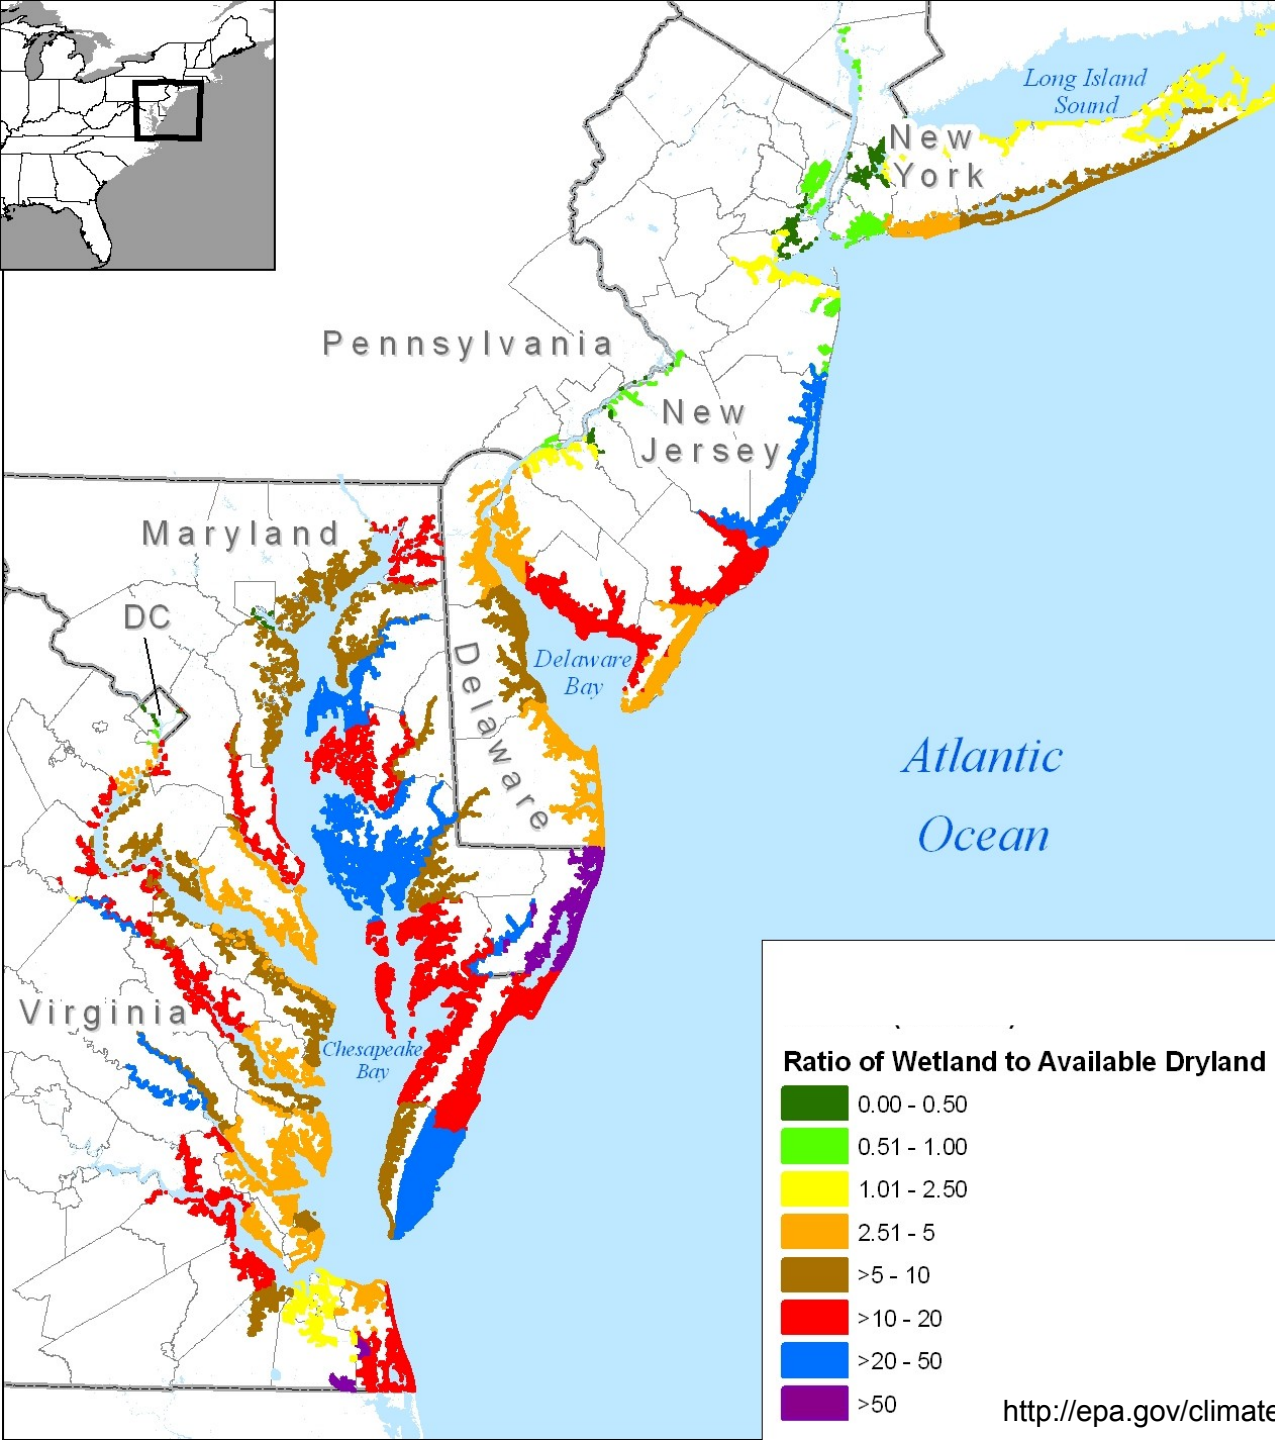 Long Island
Sound
New
York
Pennsylvania
New
Jersey
Maryland
DC
Delaware
Delaware
Bay
Atlantic
Ocean
Virginia
Chesapeake
Bay
Ratio of Wetland to Available Dryland
0.00 - 0.50
0.51 - 1.00
1.01 - 2.50
2.51 - 5
>5 - 10
>10 - 20
>20 - 50
>50
http://epa.gov/climate